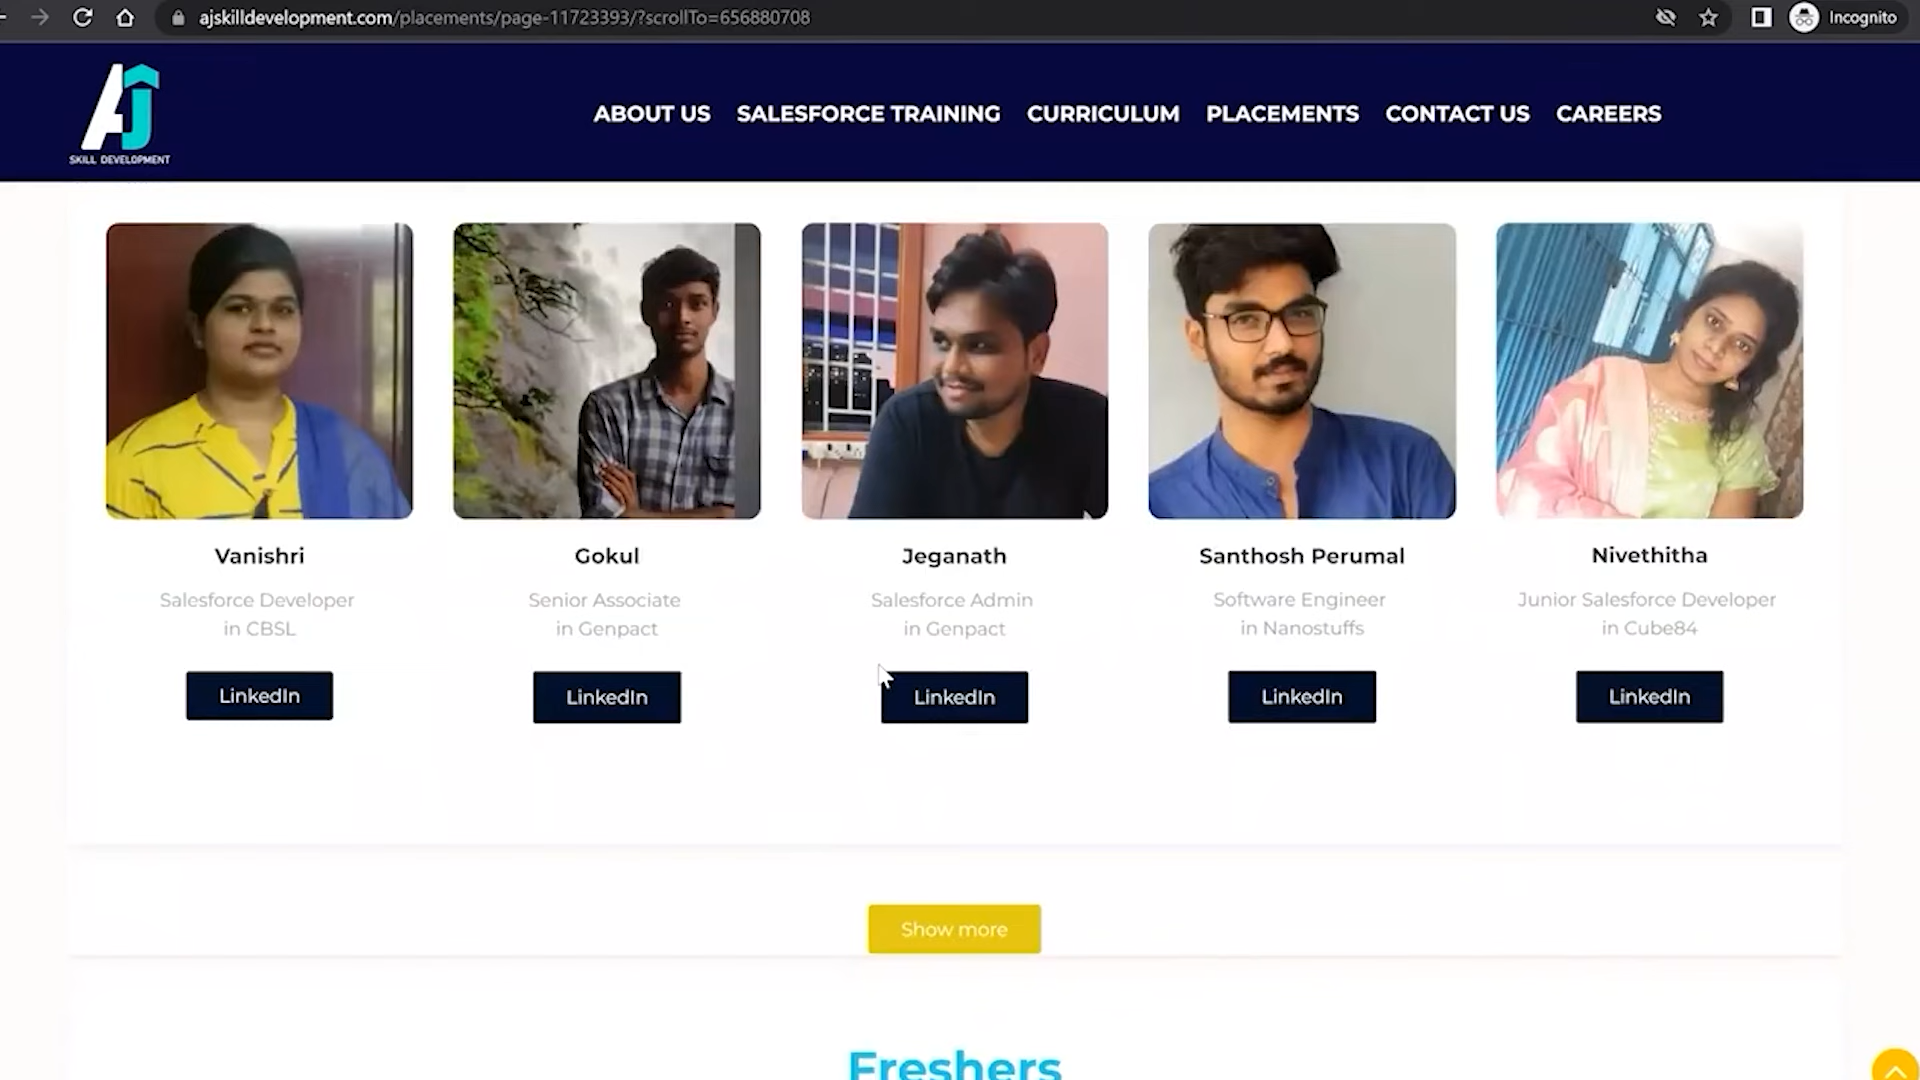 ajskilldevelopment.com/placements/page-11723393/?scrollTo=656880708
Incognito
AJ
SKILL DEVELOPMENT
ABOUT US SALESFORCE TRAINING CURRICULUM PLACEMENTS CONTACT US CAREERS
Vanishri
Salesforce Developer
in CBSL
LinkedIn
Gokul
Senior Associate
in Genpact
LinkedIn
Jeganath
Salesforce Admin
in Genpact
LinkedIn
Santhosh Perumal
Software Engineer
in Nanostuffs
LinkedIn
Nivethitha
Junior Salesforce Developer
in Cube84
LinkedIn
Show more
Freshers